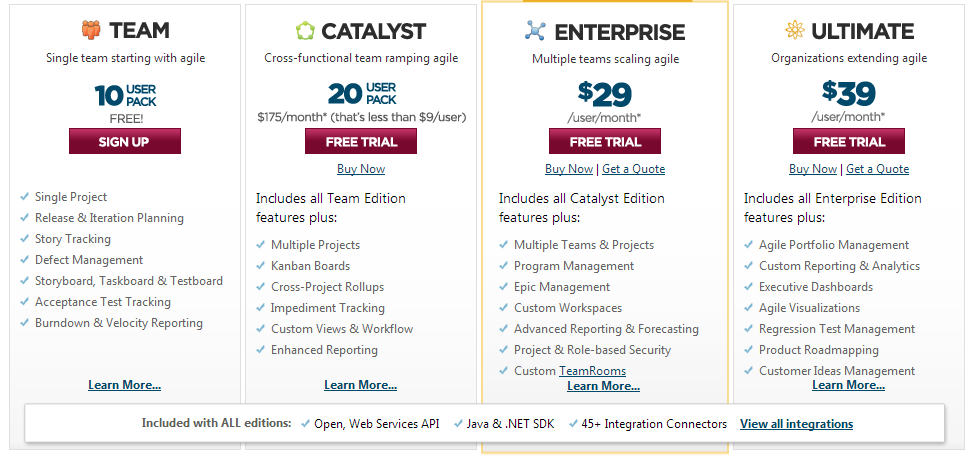 TEAM
Single team starting with agile
10 USER PACK
FREE!
SIGN UP
Single Project
Release & Iteration Planning
Story Tracking
Defect Management
Storyboard, Taskboard & Testboard
Acceptance Test Tracking
Burndown & Velocity Reporting
Learn More...
CATALYST
Cross-functional team ramping agile
20 USER PACK
$175/month* (that's less than $9/user)
FREE TRIAL
Buy Now
Includes all Team Edition
features plus:
Multiple Projects
Kanban Boards
Cross-Project Rollups
Impediment Tracking
Custom Views & Workflow
Enhanced Reporting
Learn More...
ENTERPRISE
Multiple teams scaling agile
$29
/user/month*
FREE TRIAL
Buy Now | Get a Quote
Includes all Catalyst Edition
features plus:
Multiple Teams & Projects
Program Management
Epic Management
Custom Workspaces
Advanced Reporting & Forecasting
Project & Role-based Security
Custom TeamRooms
Learn More...
ULTIMATE
Organizations extending agile
$39
/user/month*
FREE TRIAL
Buy Now | Get a Quote
Includes all Enterprise Edition
features plus:
Agile Portfolio Management
Custom Reporting & Analytics
Executive Dashboards
Agile Visualizations
Regression Test Management
Product Roadmapping
Customer Ideas Management
Learn More...
Included with ALL editions: Open, Web Services API Java & .NET SDK 45+ Integration Connectors View all integrations